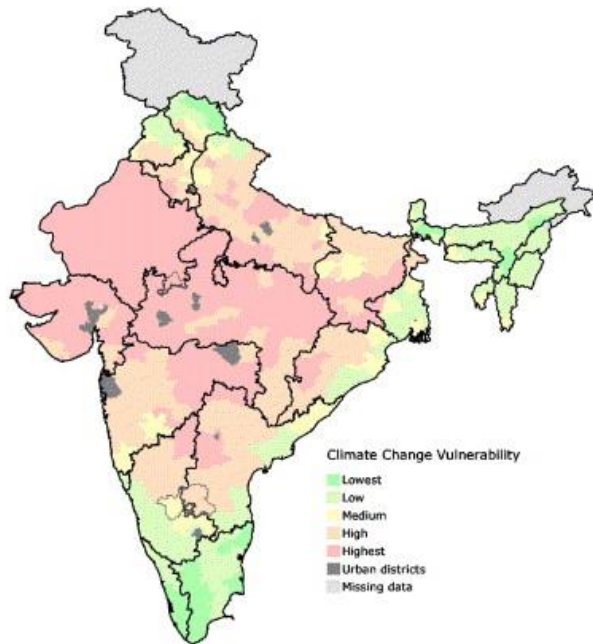 Climate Change Vulnerability
Lowest
Low
Medium
High
Highest
Urban districts
Missing data